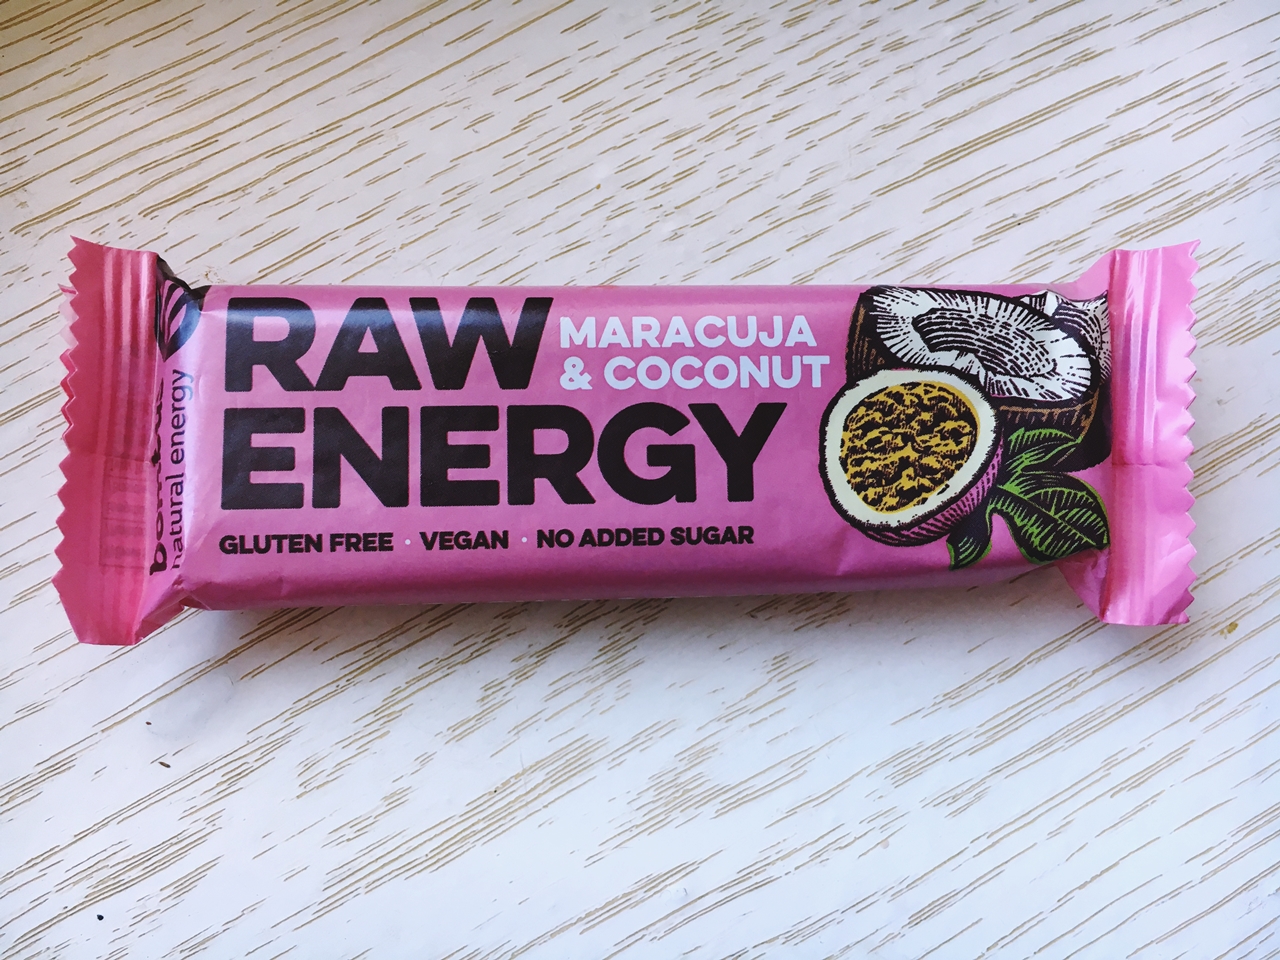 RAW
MARACUJA
& COCONUT
ENERGY
GLUTEN FREE · VEGAN · NO ADDED SUGAR
natural energy